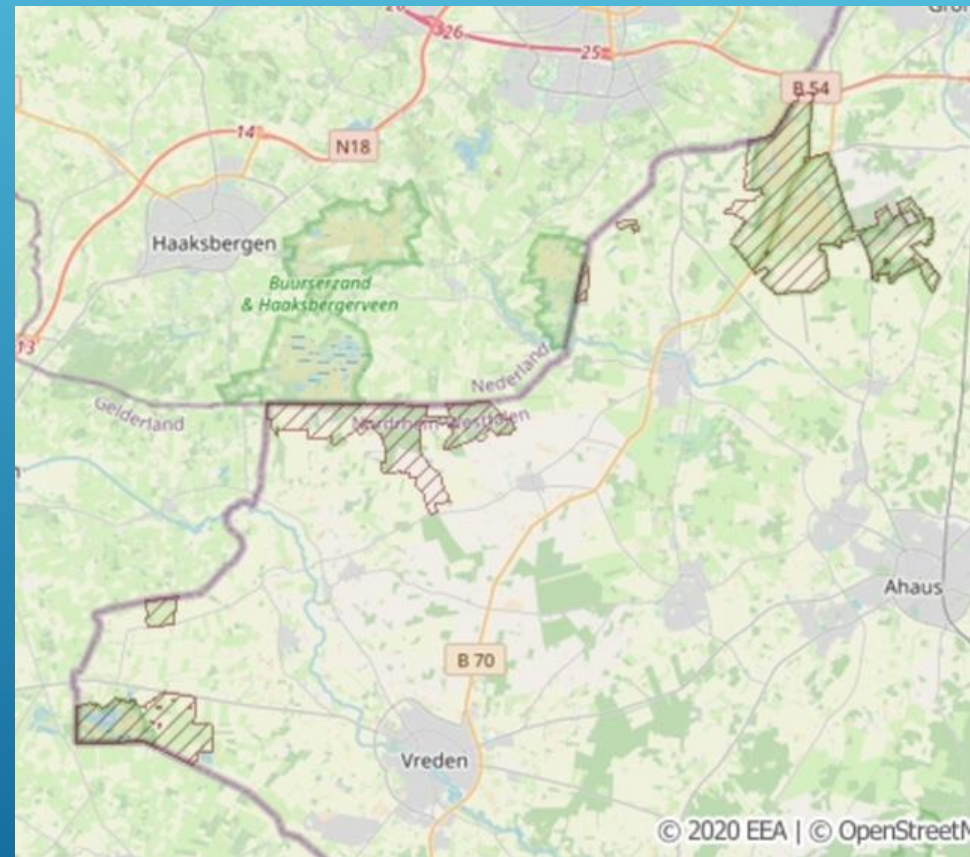 26
25
B 54
14
N18
Haaksbergen
Buurserzand
& Haaksbergerveen
13
Nederland
Gelderland
Nordrhein-Westfalen
Ahaus
B 70
Vreden
© 2020 EEA | © OpenStreetM